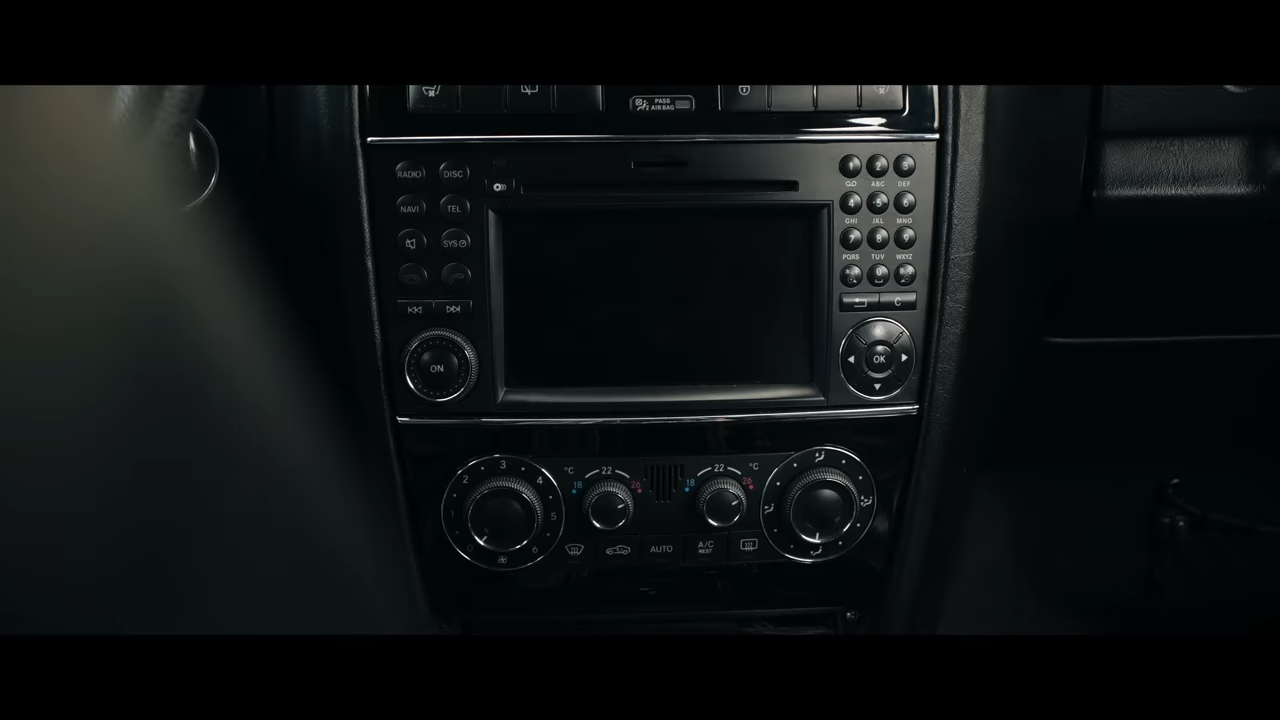 PASS
AIR BAG
RADIO DISC
1 2 3
ABC DEF
NAVI TEL
4 5 6
GHI JKL MNO
SYS
7 8 9
PQRS TUV WXYZ
* 0 #
C
ON
OK
0 1 2 3 4 5 6
°C 18 22 26
18 22 26 °C
AUTO
A/C
REST